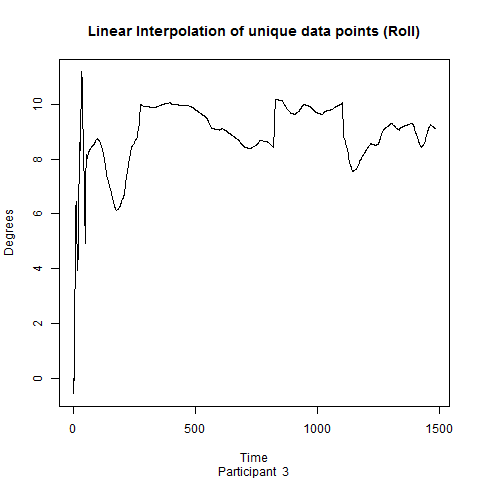 Linear Interpolation of unique data points (Roll)
Degrees
10
8
6
4
2
0
0 500 1000 1500
Time
Participant 3